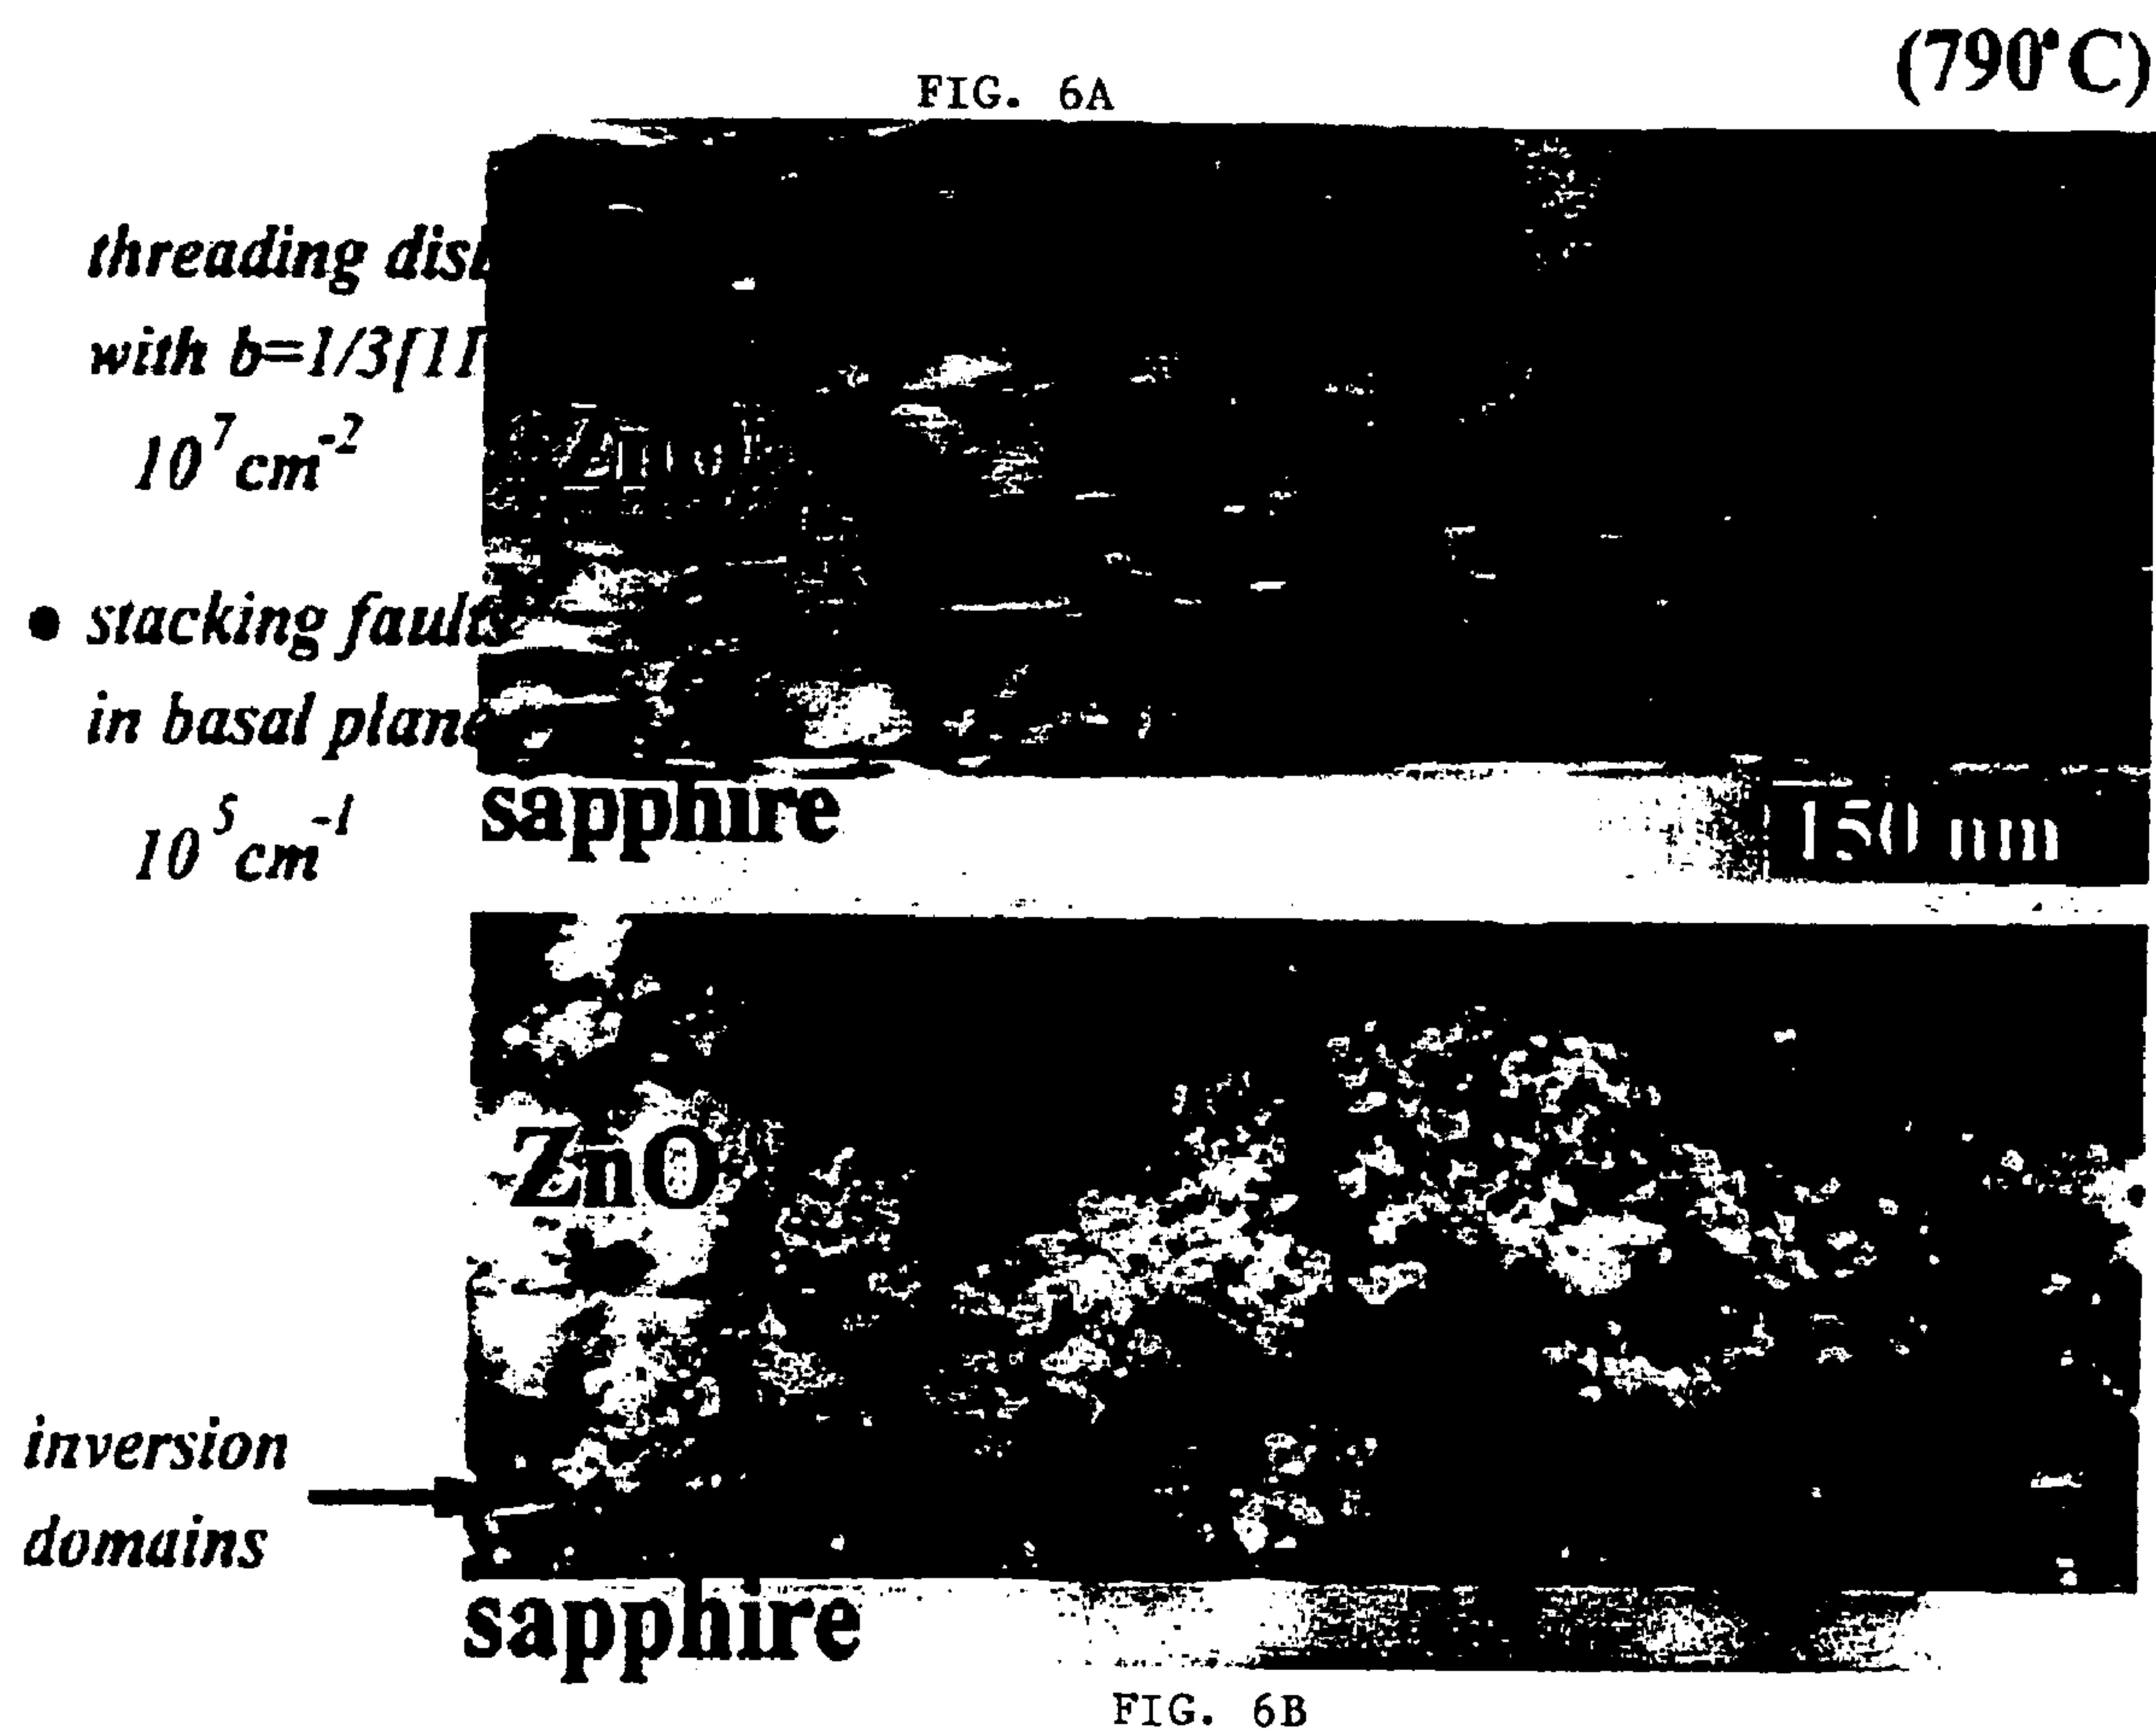 (790°C)
FIG. 6A
threading dis
with b=1/3[11
10⁷cm⁻²
ZnO
• stacking faults
in basal plane
10⁵cm⁻¹
sapphire
150 nm
ZnO
inversion
domains
sapphire
FIG. 6B